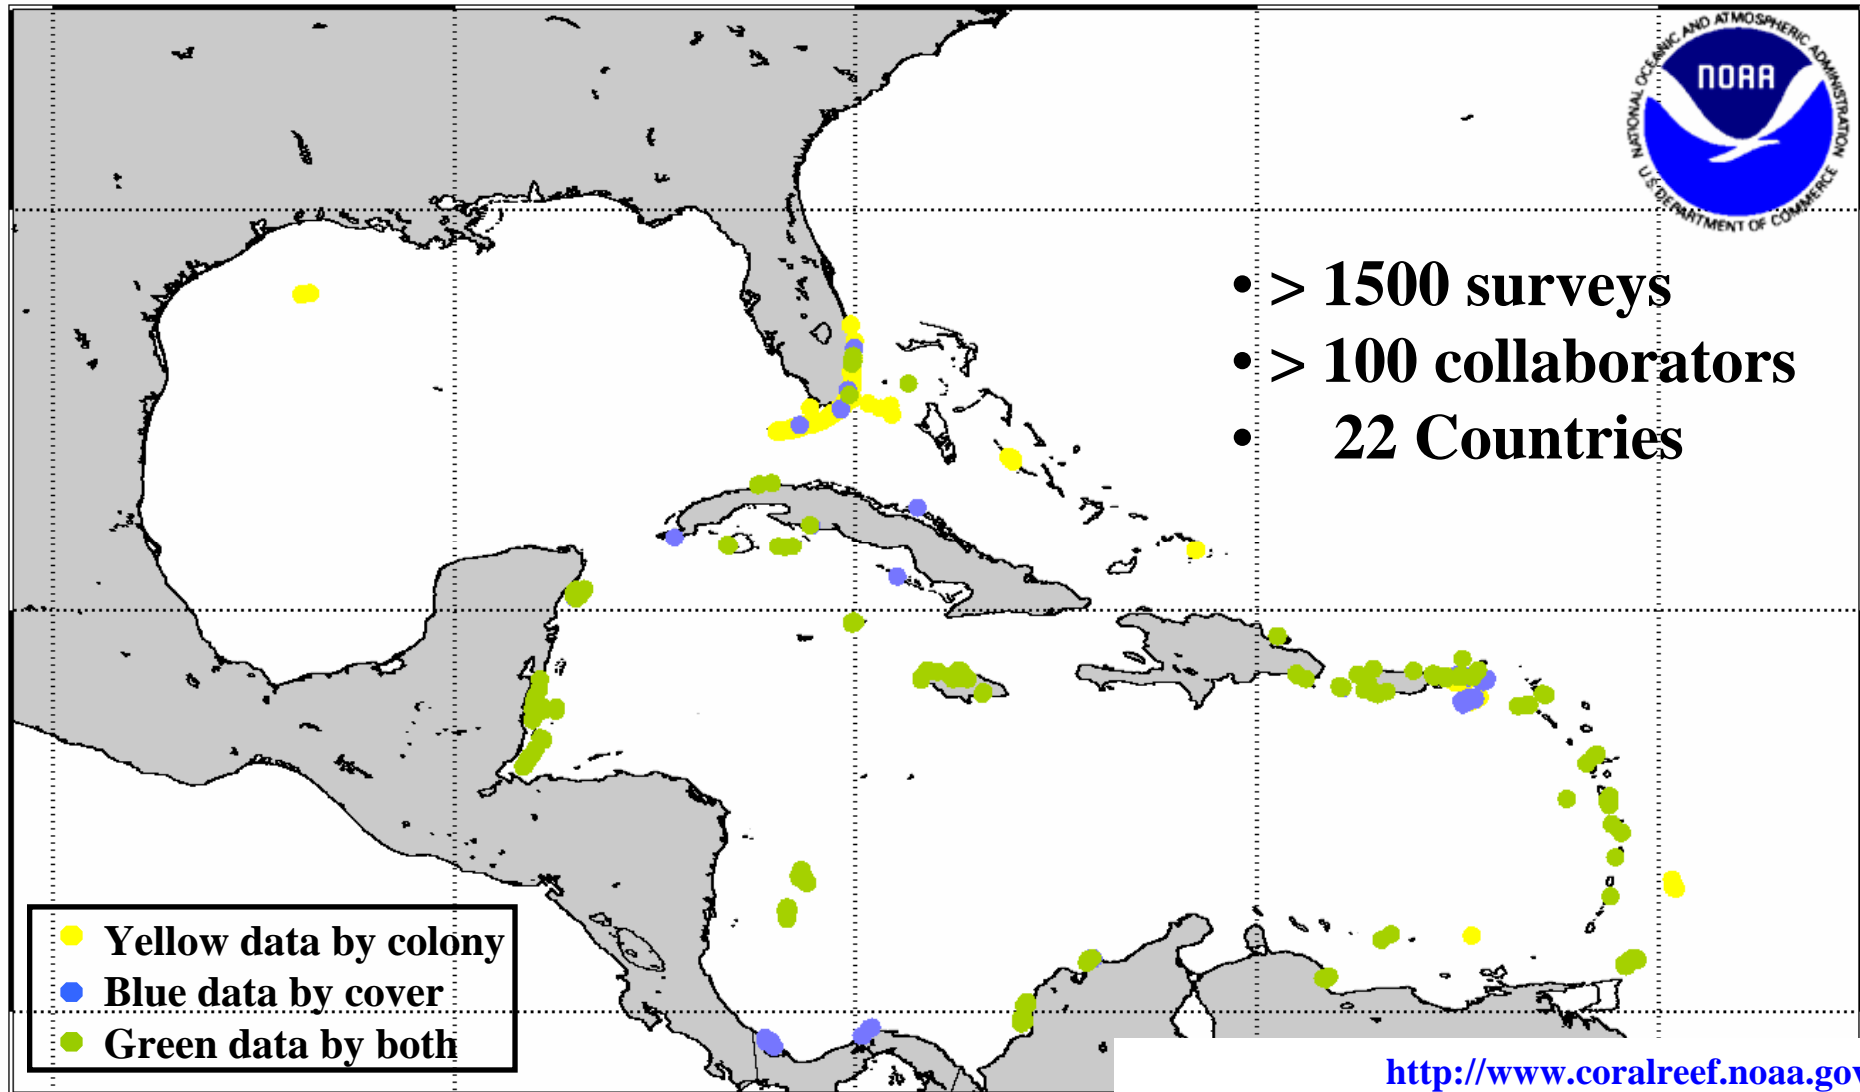 NATIONAL OCEANIC AND ATMOSPHERIC ADMINISTRATION
NOAA
U.S. DEPARTMENT OF COMMERCE
• > 1500 surveys
• > 100 collaborators
• 22 Countries
Yellow data by colony
Blue data by cover
Green data by both
http://www.coralreef.noaa.gov